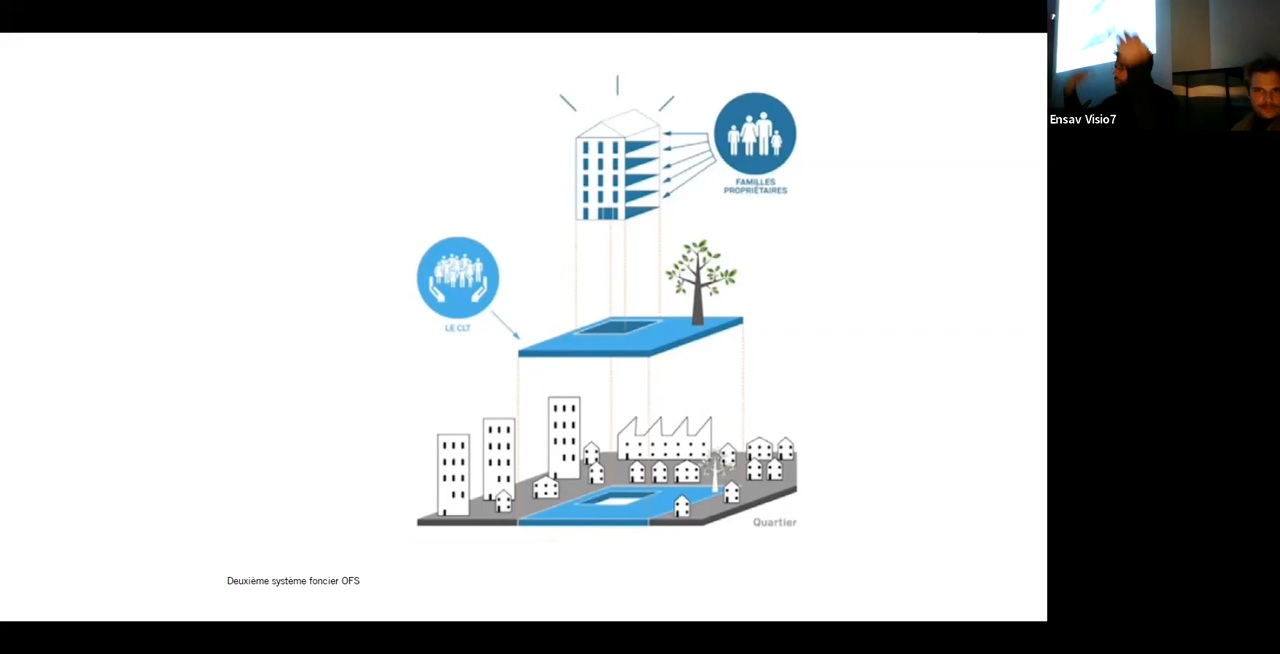 Ensav Visio7
FAMILLES
PROPRIÉTAIRES
LE CLT
Quartier
Deuxième système foncier OFS